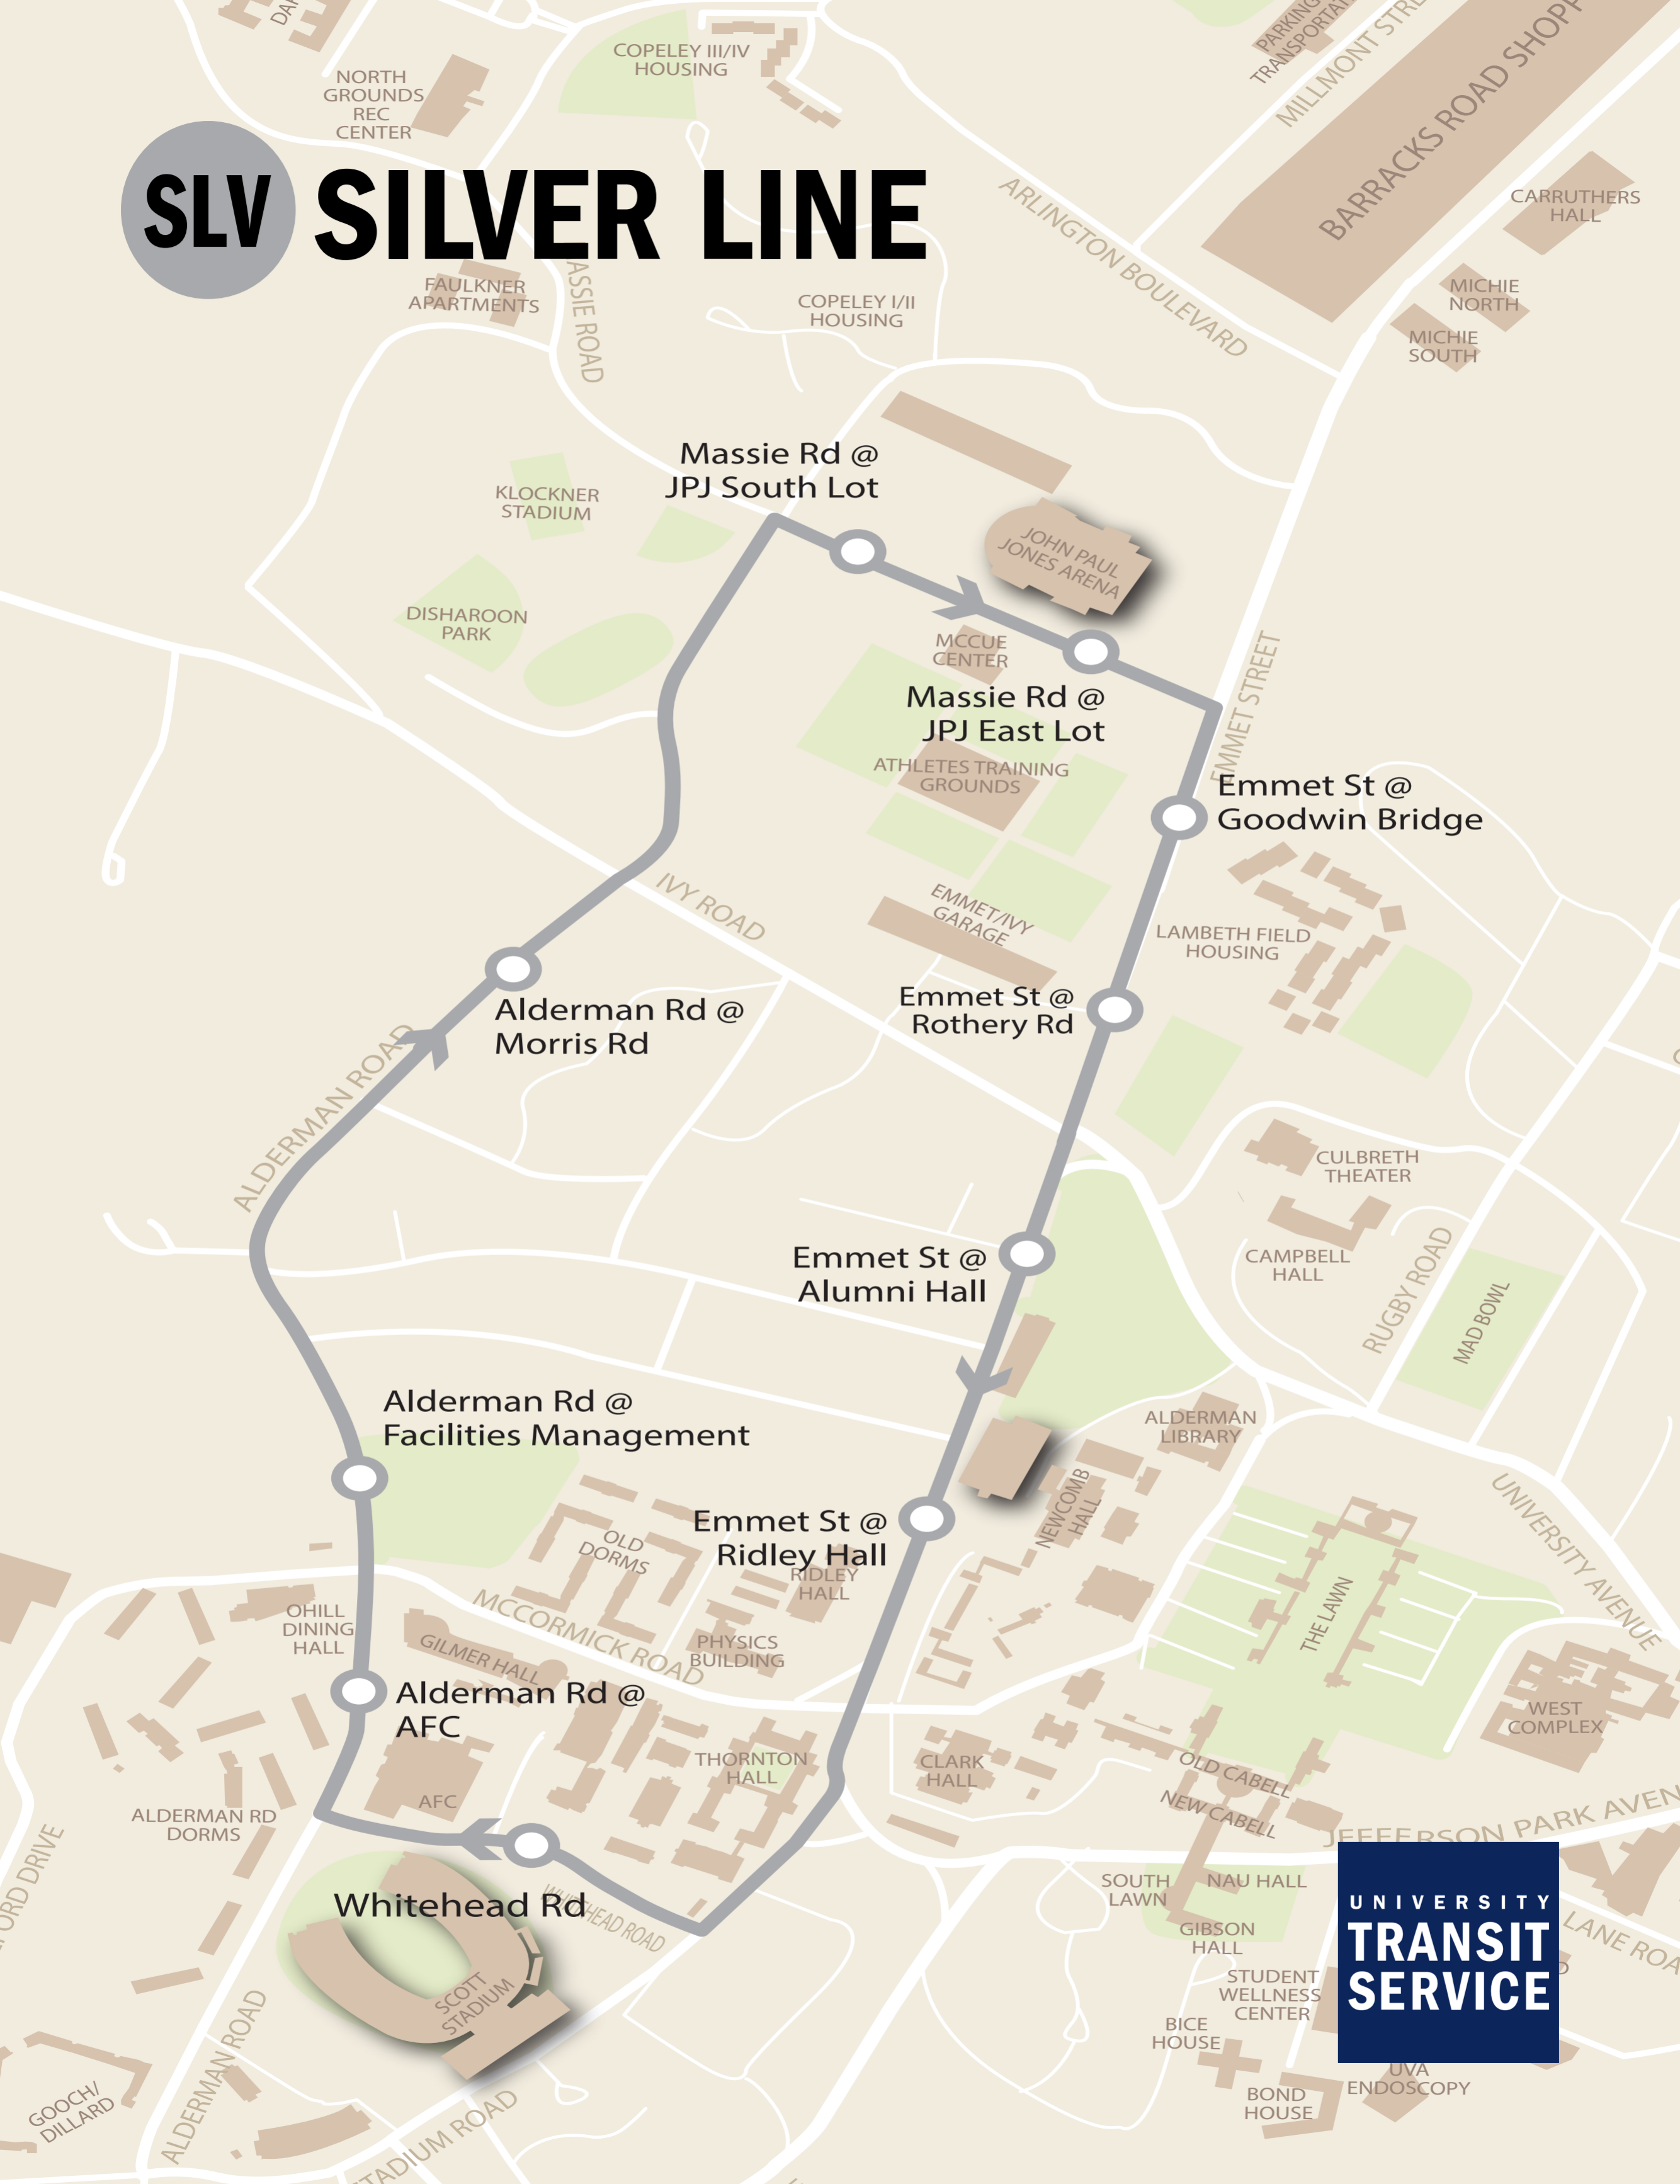 NORTH
GROUNDS
REC
CENTER
COPELEY III/IV
HOUSING
PARKING
MILLMONT
BARRACKS ROAD
CARRUTHERS
HALL
SLV
SILVER LINE
ARLINGTON BOULEVARD
MICHIE
NORTH
MICHIE
SOUTH
FAULKNER
APARTMENTS
ROAD
COPELEY I/II
HOUSING
Massie Rd @
JPJ South Lot
KLOCKNER
STADIUM
JOHN PAUL
JONES ARENA
DISHAROON
PARK
MCCUE
CENTER
EMMET STREET
Massie Rd @
JPJ East Lot
ATHLETES TRAINING
GROUNDS
Emmet St @
Goodwin Bridge
IVY ROAD
EMMET/IVY
GARAGE
LAMBETH FIELD
HOUSING
Emmet St @
Rothery Rd
Alderman Rd @
Morris Rd
ALDERMAN ROAD
CULBRETH
THEATER
CAMPBELL
HALL
RUGBY ROAD
MAD BOWL
Emmet St @
Alumni Hall
Alderman Rd @
Facilities Management
ALDERMAN
LIBRARY
NEWCOMB
HALL
UNIVERSITY AVENUE
Emmet St @
Ridley Hall
RIDLEY
HALL
OLD
DORMS
MCCORMICK ROAD
OHILL
DINING
HALL
GILMER HALL
PHYSICS
BUILDING
THE LAWN
Alderman Rd @
AFC
WEST
COMPLEX
THORNTON
HALL
CLARK
HALL
OLD CABELL
NEW CABELL
AFC
ALDERMAN RD
DORMS
JEFFERSON PARK
Whitehead Rd
WHITEHEAD ROAD
SOUTH
LAWN
NAU HALL
GIBSON
HALL
UNIVERSITY
TRANSIT
SERVICE
LANE
SCOTT
STADIUM
STUDENT
WELLNESS
CENTER
BICE
HOUSE
BOND
HOUSE
UVA
ENDOSCOPY
DRIVE
GOOCH/
DILLARD
ALDERMAN ROAD
STADIUM ROAD